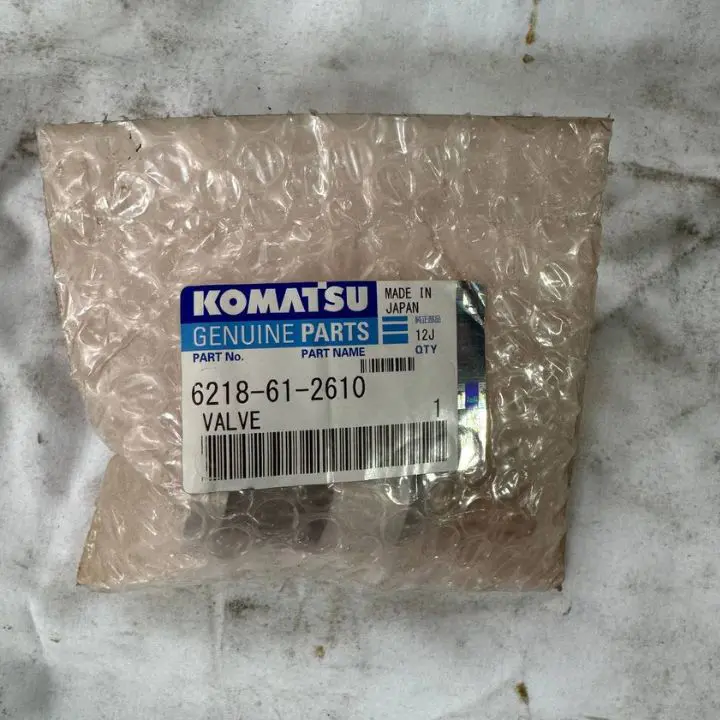 KOMATSU
MADE IN
JAPAN
GENUINE PARTS
純正部品
12J
PART No.
PART NAME
QTY
6218-61-2610
VALVE
1